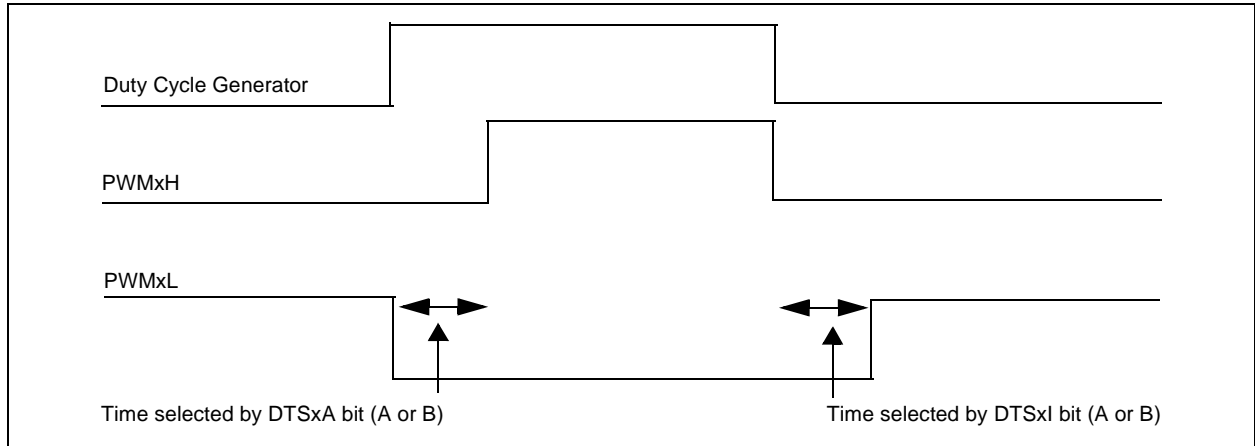 Duty Cycle Generator
PWMxH
PWMxL
Time selected by DTSxA bit (A or B)
Time selected by DTSxI bit (A or B)